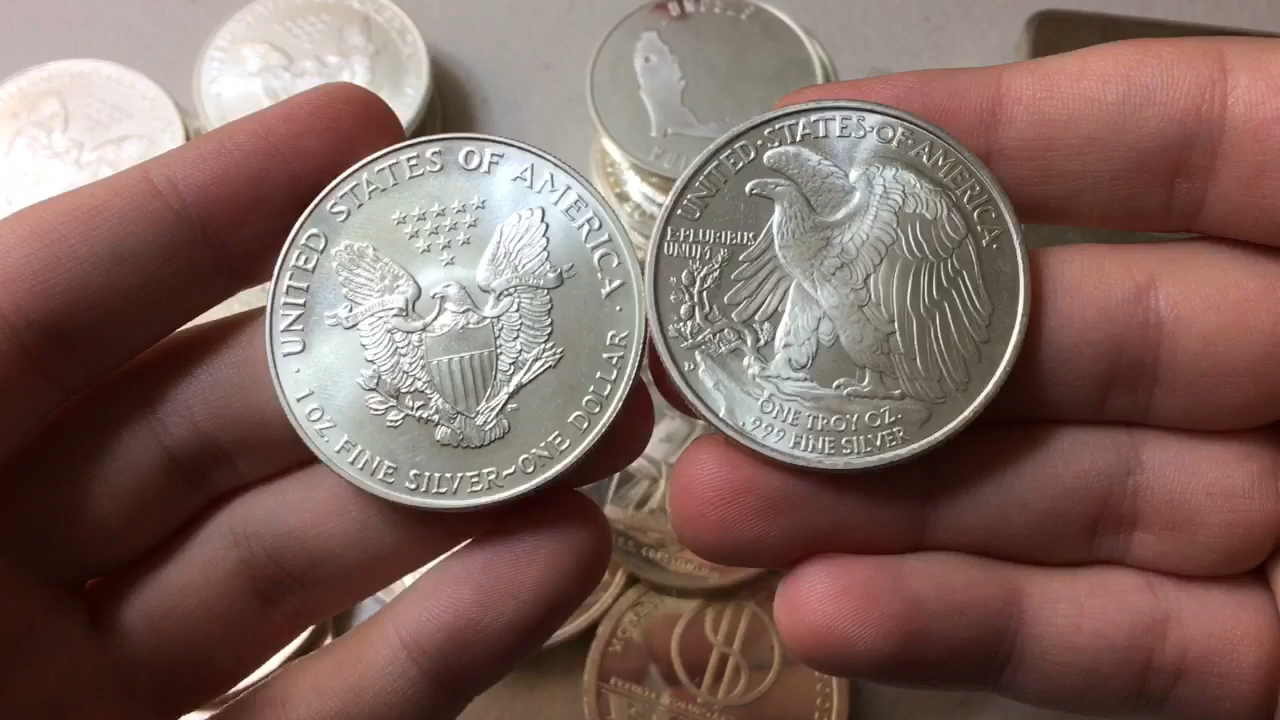 UNITED STATES OF AMERICA
· 1 OZ. FINE SILVER~ONE DOLLAR ·
UNITED·STATES·OF·AMERICA·
E·PLURIBUS
UNUM
D
ONE TROY OZ.
.999 FINE SILVER